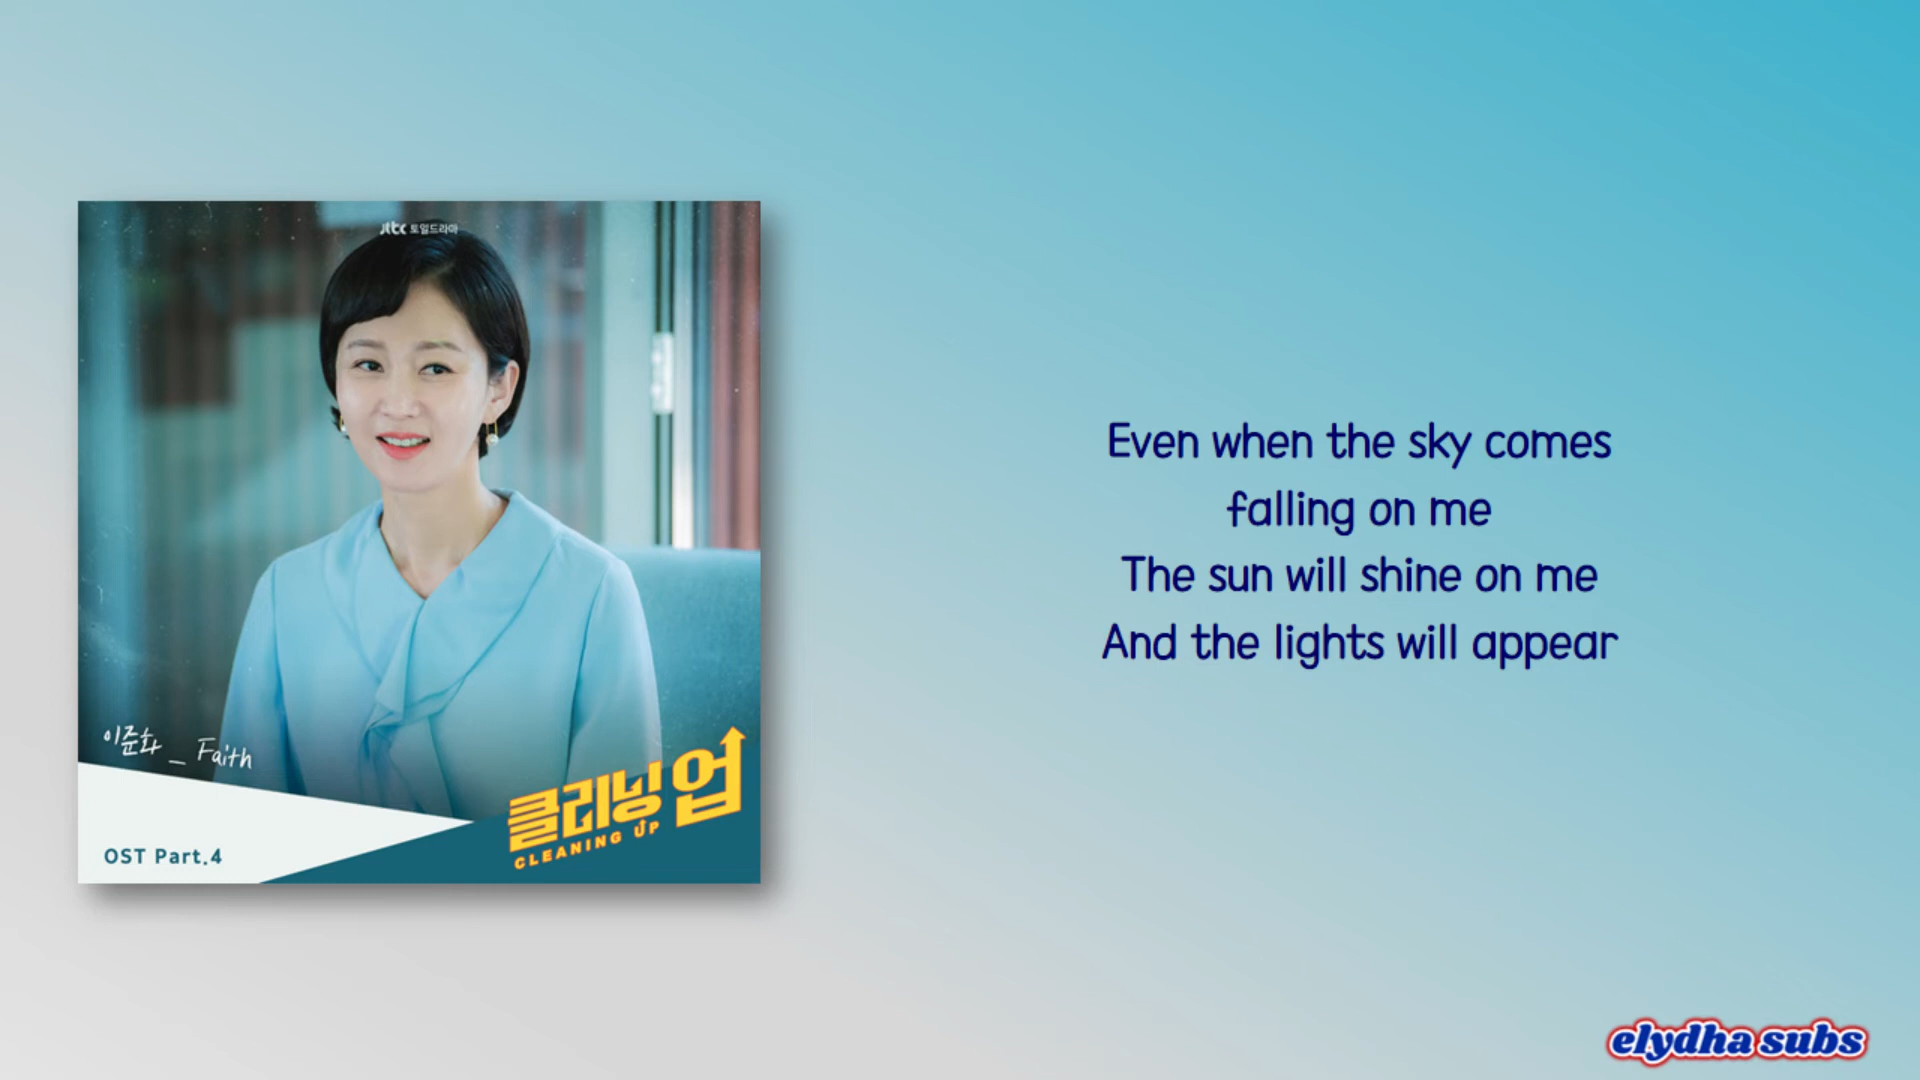 jtbc 토일드라마
이준화 _ Faith
OST Part.4
클리닝 업
CLEANING UP
Even when the sky comes
falling on me
The sun will shine on me
And the lights will appear
elydha subs